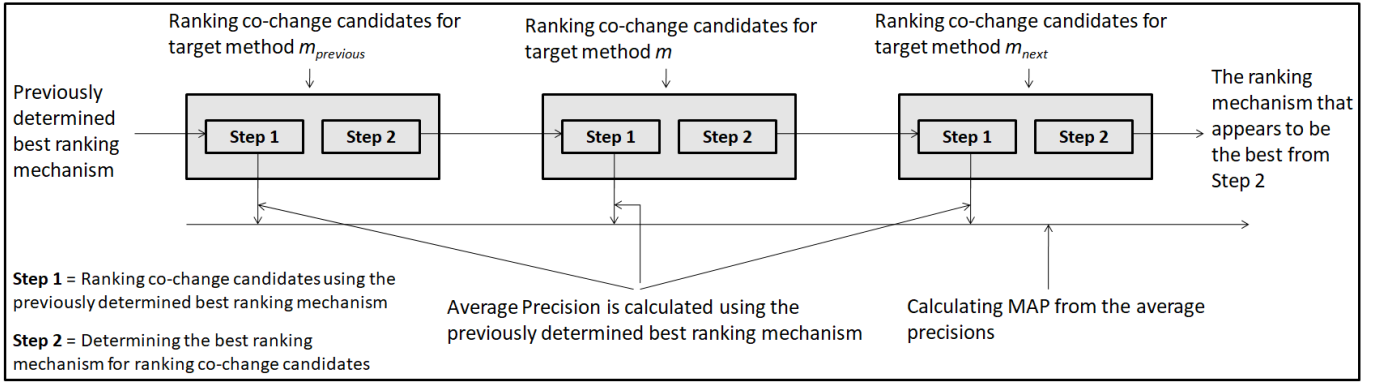 Ranking co-change candidates for
target method m_previous
Ranking co-change candidates for
target method m
Ranking co-change candidates for
target method m_next
Previously
determined
best ranking
mechanism
Step 1
Step 2
Step 1
Step 2
Step 1
Step 2
The ranking
mechanism that
appears to be
the best from
Step 2
Step 1 = Ranking co-change candidates using the
previously determined best ranking mechanism
Step 2 = Determining the best ranking
mechanism for ranking co-change candidates
Average Precision is calculated using the
previously determined best ranking mechanism
Calculating MAP from the average
precisions